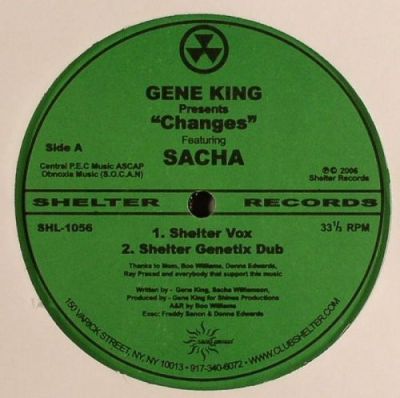 GENE KING
Presents
"Changes"
Featuring
SACHA
Side A
Central P.E.C Music ASCAP
Obnoxia Music (S.O.C.A.N)
℗© 2006
Shelter Records
SHELTER RECORDS
SHL-1056
33⅓ RPM
1. Shelter Vox
2. Shelter Genetix Dub
Thanks to Mom, Boo Williams, Donna Edwards,
Ray Prasad and everybody that support this music
Written by - Gene King, Sacha Williamson,
Produced by - Gene King for Shines Productions
A&R by Boo Williams
Exec: Freddy Sanon & Donna Edwards
150 VARICK STREET, NY, NY 10013 • 917-340-6072 • WWW.CLUBSHELTER.COM